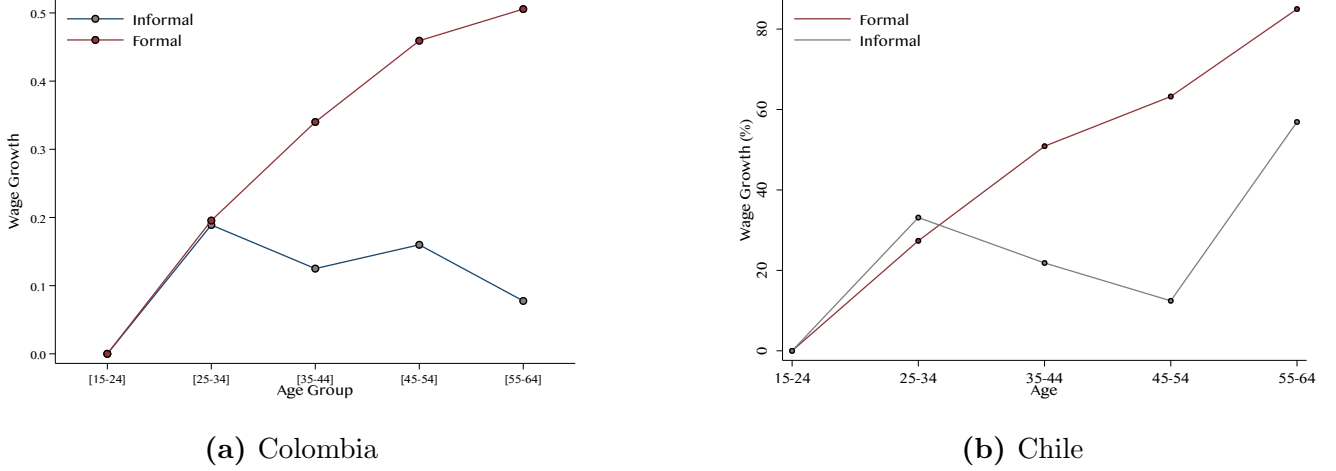 Informal
Formal
Wage Growth
0.5
0.4
0.3
0.2
0.1
0.0
[15-24] [25-34] [35-44] [45-54] [55-64]
Age Group
(a) Colombia
Formal
Informal
Wage Growth (%)
80
60
40
20
0
15-24 25-34 35-44 45-54 55-64
Age
(b) Chile